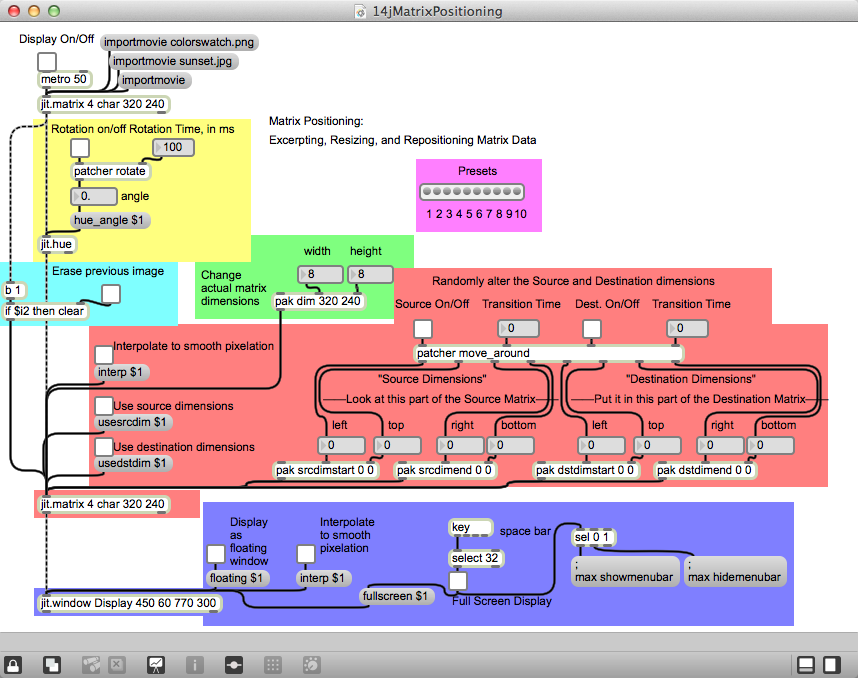 14jMatrixPositioning
Display On/Off
importmovie colorswatch.png
importmovie sunset.jpg
metro 50
importmovie
jit.matrix 4 char 320 240
Matrix Positioning:
Excerpting, Resizing, and Repositioning Matrix Data
Rotation on/off Rotation Time, in ms
100
patcher rotate
0. angle
hue_angle $1
jit.hue
Presets
1 2 3 4 5 6 7 8 9 10
Erase previous image
b 1
if $i2 then clear
width height
Change
actual matrix
dimensions
8 8
pak dim 320 240
Randomly alter the Source and Destination dimensions
Source On/Off Transition Time Dest. On/Off Transition Time
0 0
patcher move_around
Interpolate to smooth pixelation
interp $1
"Source Dimensions"
Look at this part of the Source Matrix
"Destination Dimensions"
Put it in this part of the Destination Matrix
Use source dimensions
usesrcdim $1
Use destination dimensions
usedstdim $1
left top right bottom left top right bottom
0 0 0 0 0 0 0 0
pak srcdimstart 0 0 pak srcdimend 0 0 pak dstdimstart 0 0 pak dstdimend 0 0
jit.matrix 4 char 320 240
Display
as
floating
window
floating $1
Interpolate
to smooth
pixelation
interp $1
key space bar
select 32
fullscreen $1
Full Screen Display
sel 0 1
;
max showmenubar
;
max hidemenubar
jit.window Display 450 60 770 300